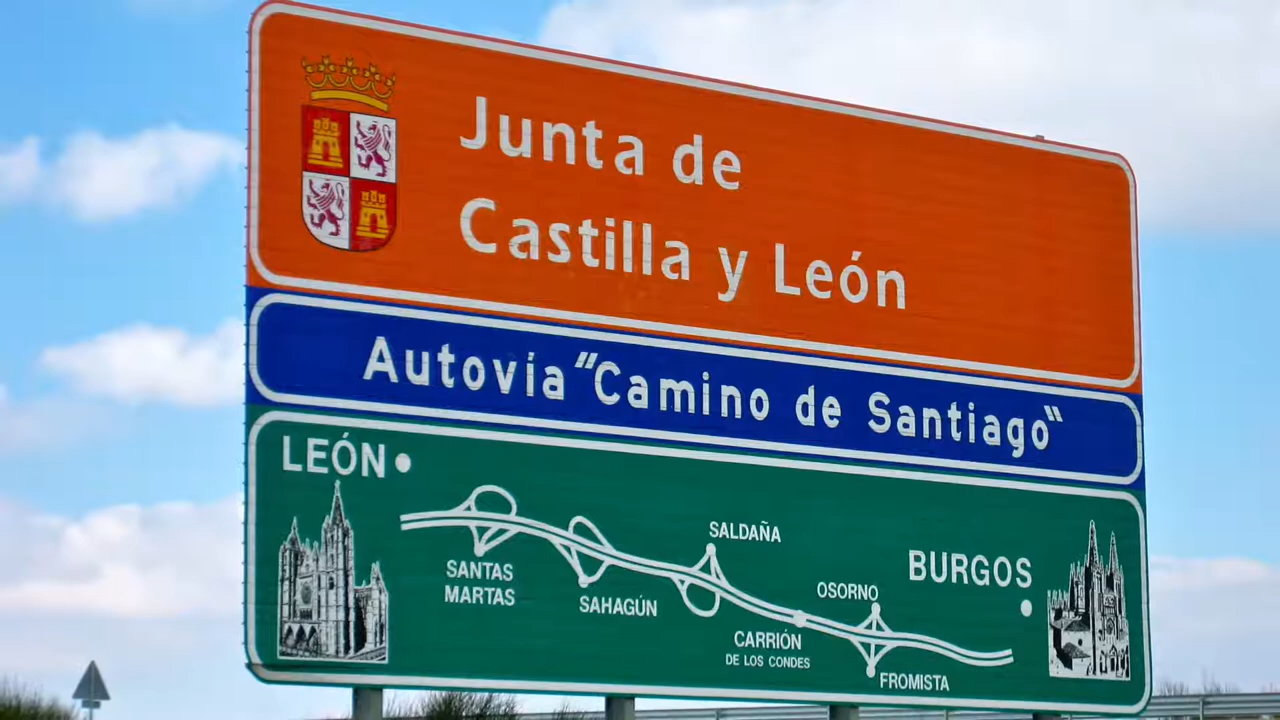 Junta de
Castilla y León
Autovía "Camino de Santiago"
LEÓN
SANTAS
MARTAS
SAHAGÚN
SALDAÑA
CARRIÓN
DE LOS CONDES
OSORNO
FROMISTA
BURGOS